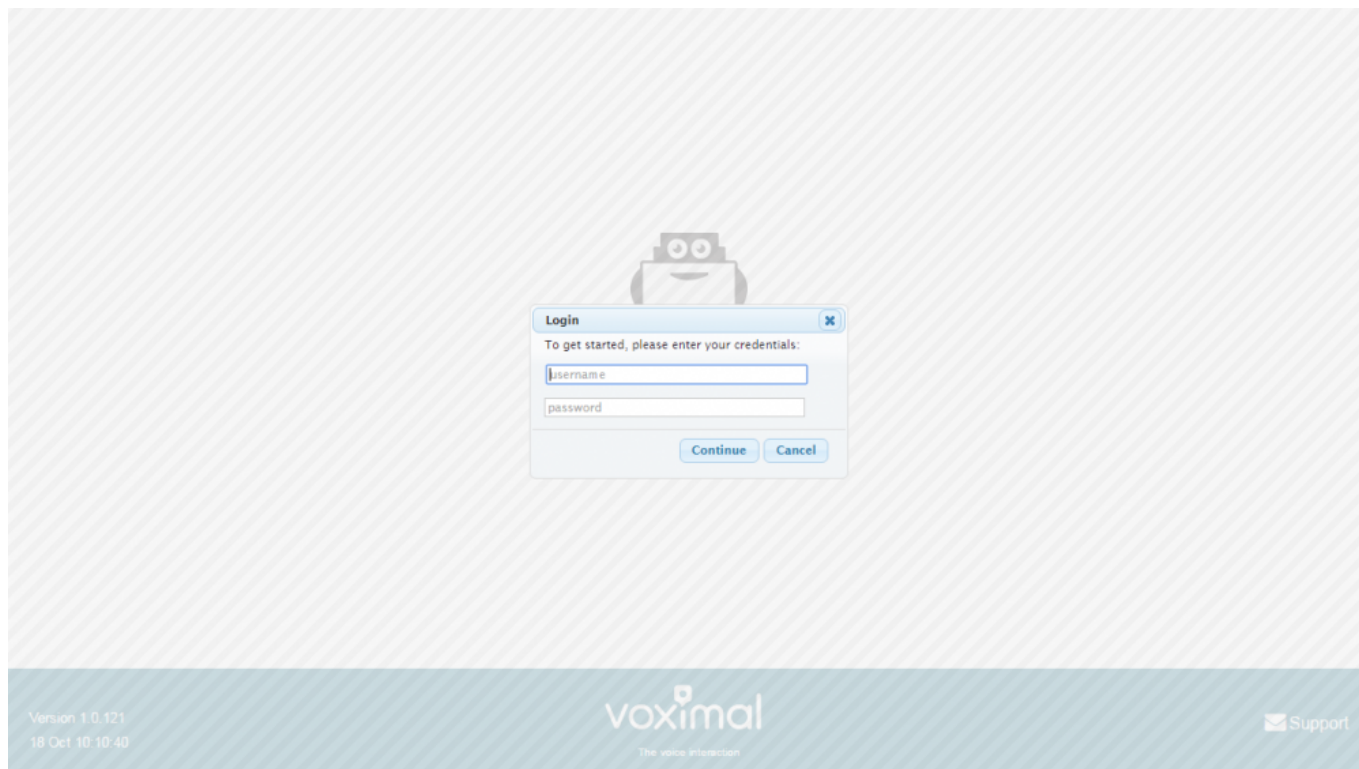 Login
To get started, please enter your credentials:
username
password
Continue Cancel
Version 1.0.121
18 Oct 10:10:40
voximal
The voice interaction
Support